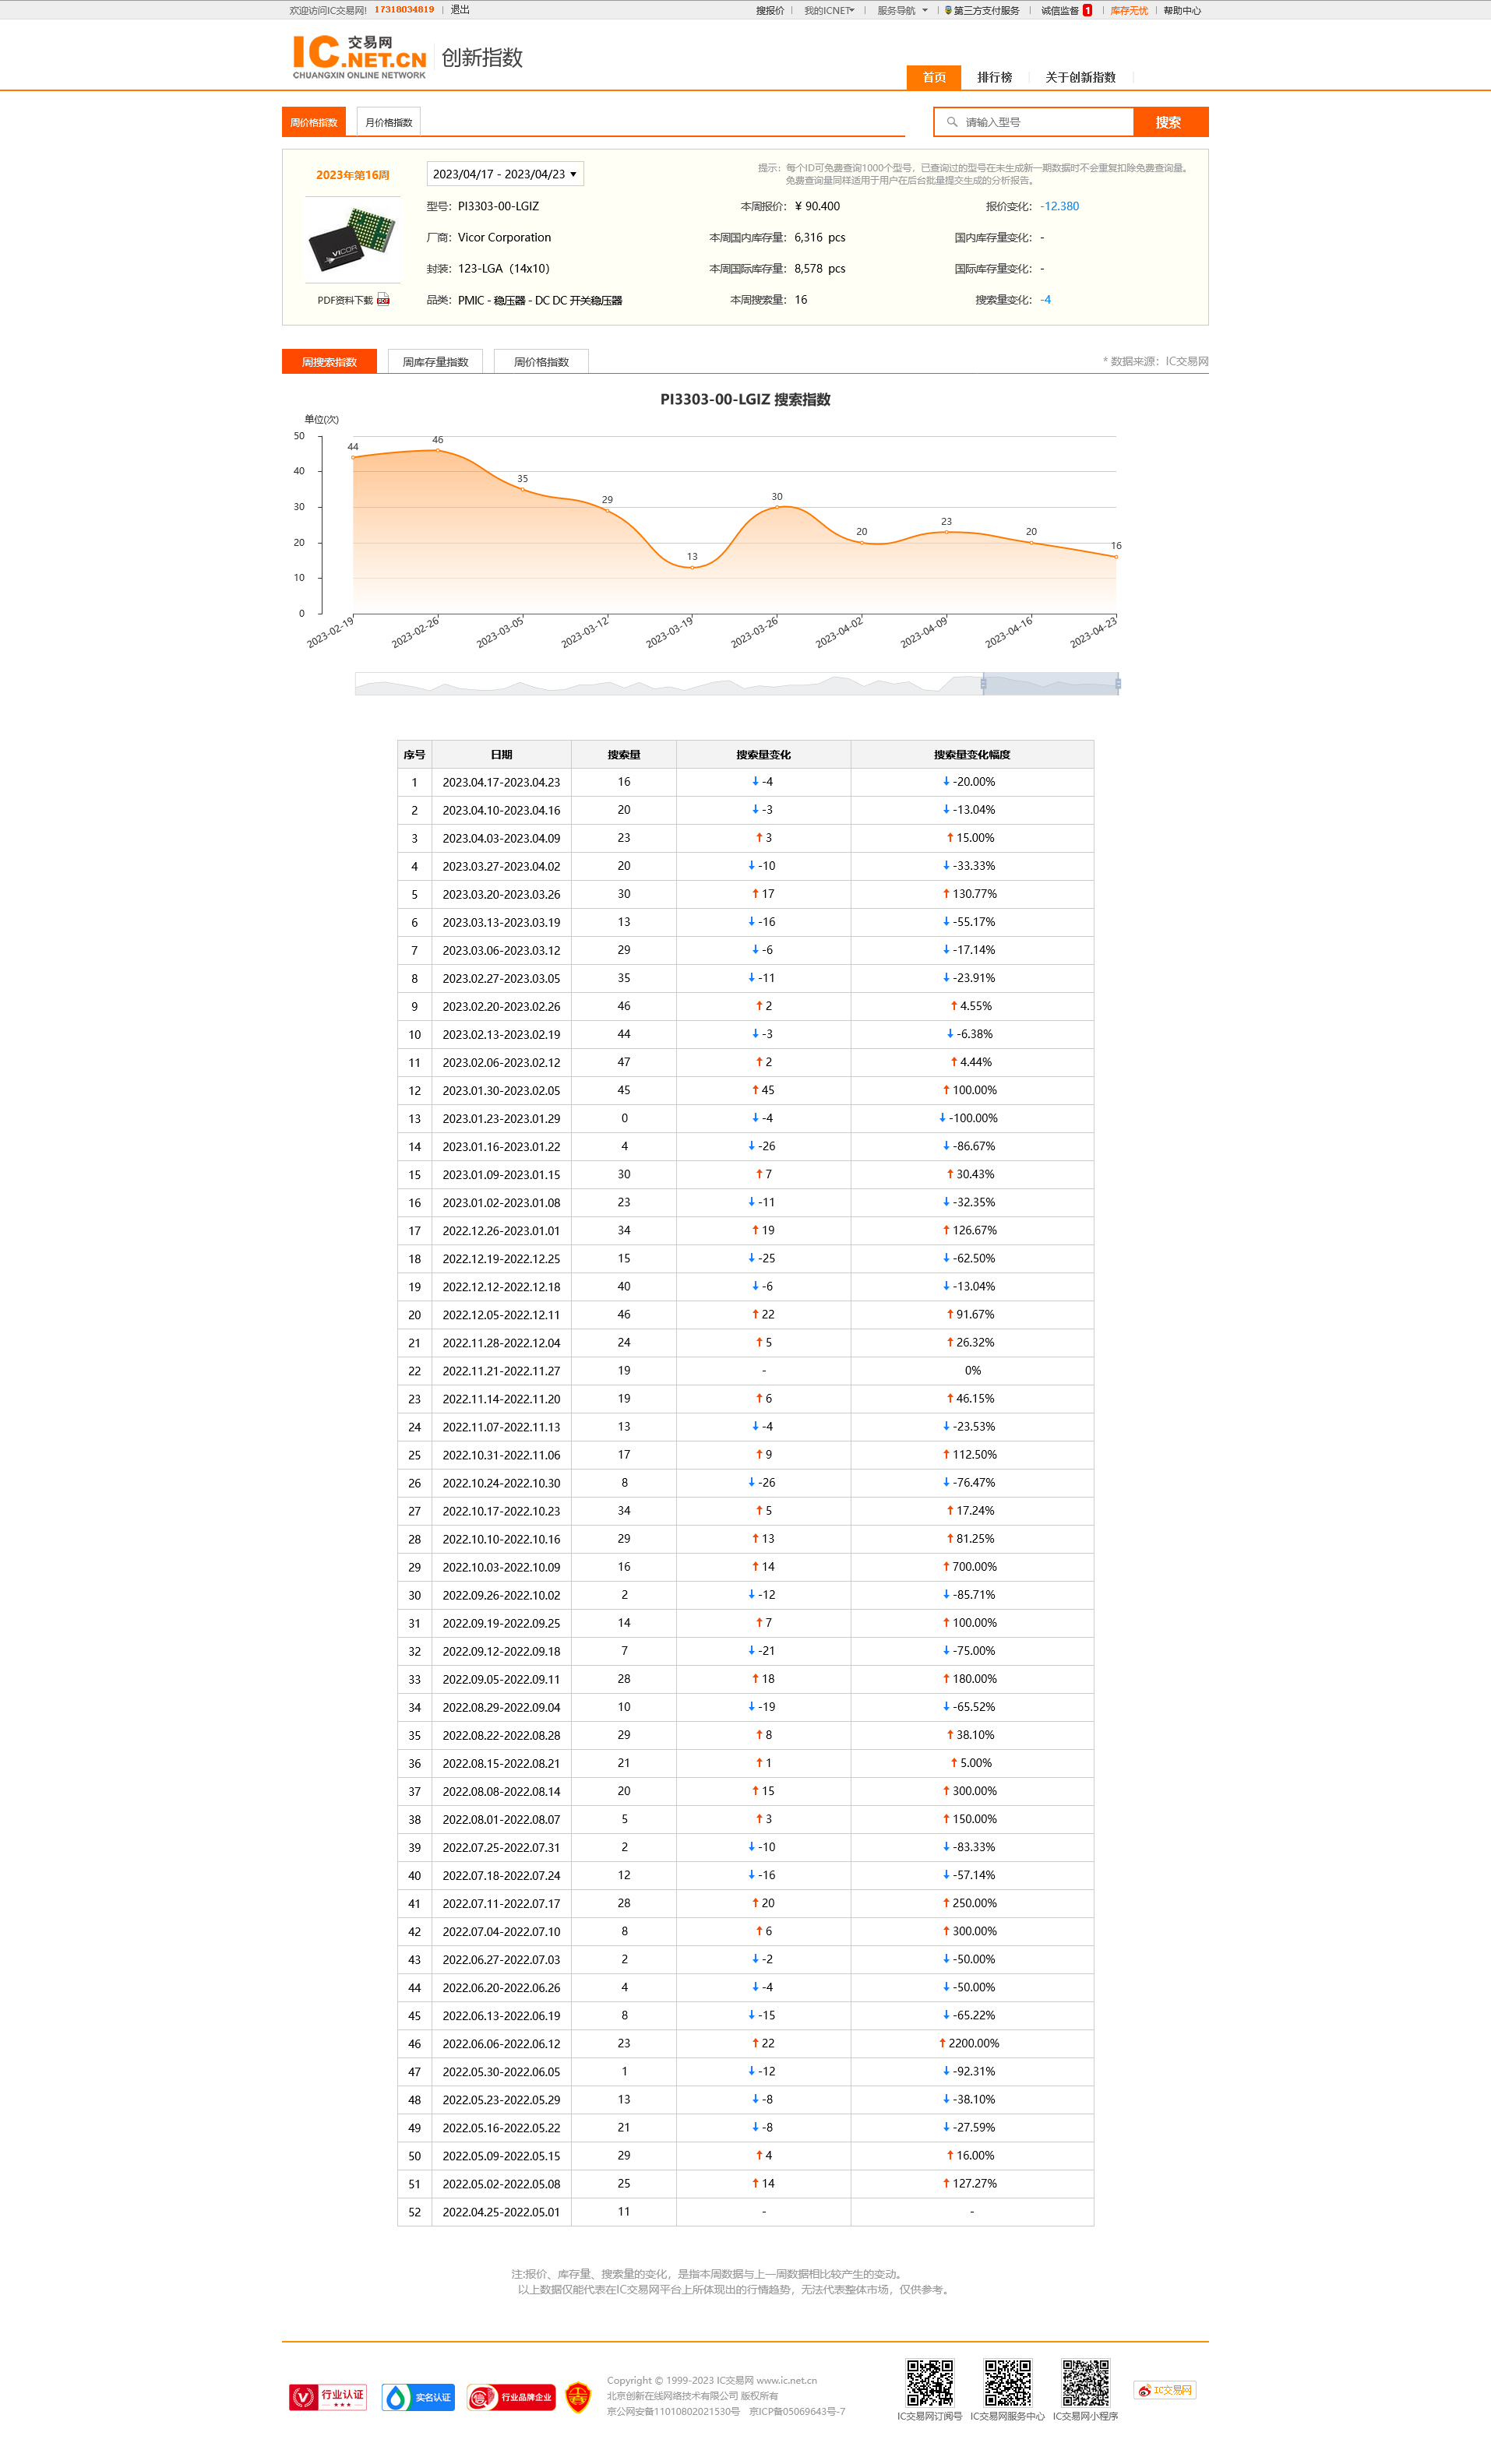 欢迎访问IC交易网! 17318034819 退出 搜报价 我的ICNET 服务导航 第三方支付服务 诚信监督 1 库存无忧 帮助中心
IC 交易网
.NET.CN 创新指数
CHUANGXIN ONLINE NETWORK
首页 排行榜 关于创新指数
周价格指数 月价格指数 请输入型号 搜索
2023年第16周 2023/04/17 - 2023/04/23 提示：每个ID可免费查询1000个型号，已查询过的型号在未生成新一期数据时不会重复扣除免费查询量。
免费查询量同样适用于用户在后台批量提交生成的分析报告。
型号：PI3303-00-LGIZ 本周报价：¥ 90.400 报价变化：-12.380
厂商：Vicor Corporation 本周国内库存量：6,316 pcs 国内库存量变化：-
VICOR
封装：123-LGA（14x10） 本周国际库存量：8,578 pcs 国际库存量变化：-
PDF资料下载 PDF 品类：PMIC - 稳压器 - DC DC 开关稳压器 本周搜索量：16 搜索量变化：-4
周搜索指数 周库存量指数 周价格指数 * 数据来源：IC交易网
PI3303-00-LGIZ 搜索指数
单位(次)
50
40
30
20
10
0
44 46 35 29 13 30 20 23 20 16
2023-02-19 2023-02-26 2023-03-05 2023-03-12 2023-03-19 2023-03-26 2023-04-02 2023-04-09 2023-04-16 2023-04-23
序号 日期 搜索量 搜索量变化 搜索量变化幅度
1 2023.04.17-2023.04.23 16 ↓ -4 ↓ -20.00%
2 2023.04.10-2023.04.16 20 ↓ -3 ↓ -13.04%
3 2023.04.03-2023.04.09 23 ↑ 3 ↑ 15.00%
4 2023.03.27-2023.04.02 20 ↓ -10 ↓ -33.33%
5 2023.03.20-2023.03.26 30 ↑ 17 ↑ 130.77%
6 2023.03.13-2023.03.19 13 ↓ -16 ↓ -55.17%
7 2023.03.06-2023.03.12 29 ↓ -6 ↓ -17.14%
8 2023.02.27-2023.03.05 35 ↓ -11 ↓ -23.91%
9 2023.02.20-2023.02.26 46 ↑ 2 ↑ 4.55%
10 2023.02.13-2023.02.19 44 ↓ -3 ↓ -6.38%
11 2023.02.06-2023.02.12 47 ↑ 2 ↑ 4.44%
12 2023.01.30-2023.02.05 45 ↑ 45 ↑ 100.00%
13 2023.01.23-2023.01.29 0 ↓ -4 ↓ -100.00%
14 2023.01.16-2023.01.22 4 ↓ -26 ↓ -86.67%
15 2023.01.09-2023.01.15 30 ↑ 7 ↑ 30.43%
16 2023.01.02-2023.01.08 23 ↓ -11 ↓ -32.35%
17 2022.12.26-2023.01.01 34 ↑ 19 ↑ 126.67%
18 2022.12.19-2022.12.25 15 ↓ -25 ↓ -62.50%
19 2022.12.12-2022.12.18 40 ↓ -6 ↓ -13.04%
20 2022.12.05-2022.12.11 46 ↑ 22 ↑ 91.67%
21 2022.11.28-2022.12.04 24 ↑ 5 ↑ 26.32%
22 2022.11.21-2022.11.27 19 - 0%
23 2022.11.14-2022.11.20 19 ↑ 6 ↑ 46.15%
24 2022.11.07-2022.11.13 13 ↓ -4 ↓ -23.53%
25 2022.10.31-2022.11.06 17 ↑ 9 ↑ 112.50%
26 2022.10.24-2022.10.30 8 ↓ -26 ↓ -76.47%
27 2022.10.17-2022.10.23 34 ↑ 5 ↑ 17.24%
28 2022.10.10-2022.10.16 29 ↑ 13 ↑ 81.25%
29 2022.10.03-2022.10.09 16 ↑ 14 ↑ 700.00%
30 2022.09.26-2022.10.02 2 ↓ -12 ↓ -85.71%
31 2022.09.19-2022.09.25 14 ↑ 7 ↑ 100.00%
32 2022.09.12-2022.09.18 7 ↓ -21 ↓ -75.00%
33 2022.09.05-2022.09.11 28 ↑ 18 ↑ 180.00%
34 2022.08.29-2022.09.04 10 ↓ -19 ↓ -65.52%
35 2022.08.22-2022.08.28 29 ↑ 8 ↑ 38.10%
36 2022.08.15-2022.08.21 21 ↑ 1 ↑ 5.00%
37 2022.08.08-2022.08.14 20 ↑ 15 ↑ 300.00%
38 2022.08.01-2022.08.07 5 ↑ 3 ↑ 150.00%
39 2022.07.25-2022.07.31 2 ↓ -10 ↓ -83.33%
40 2022.07.18-2022.07.24 12 ↓ -16 ↓ -57.14%
41 2022.07.11-2022.07.17 28 ↑ 20 ↑ 250.00%
42 2022.07.04-2022.07.10 8 ↑ 6 ↑ 300.00%
43 2022.06.27-2022.07.03 2 ↓ -2 ↓ -50.00%
44 2022.06.20-2022.06.26 4 ↓ -4 ↓ -50.00%
45 2022.06.13-2022.06.19 8 ↓ -15 ↓ -65.22%
46 2022.06.06-2022.06.12 23 ↑ 22 ↑ 2200.00%
47 2022.05.30-2022.06.05 1 ↓ -12 ↓ -92.31%
48 2022.05.23-2022.05.29 13 ↓ -8 ↓ -38.10%
49 2022.05.16-2022.05.22 21 ↓ -8 ↓ -27.59%
50 2022.05.09-2022.05.15 29 ↑ 4 ↑ 16.00%
51 2022.05.02-2022.05.08 25 ↑ 14 ↑ 127.27%
52 2022.04.25-2022.05.01 11 - -
注:报价、库存量、搜索量的变化，是指本周数据与上一周数据相比较产生的变动。
以上数据仅能代表在IC交易网平台上所体现出的行情趋势，无法代表整体市场，仅供参考。
行业认证 实名认证 行业品牌企业
Copyright © 1999-2023 IC交易网 www.ic.net.cn
北京创新在线网络技术有限公司 版权所有
京公网安备11010802021530号 京ICP备05069643号-7
IC交易网订阅号 IC交易网服务中心 IC交易网小程序
IC交易网